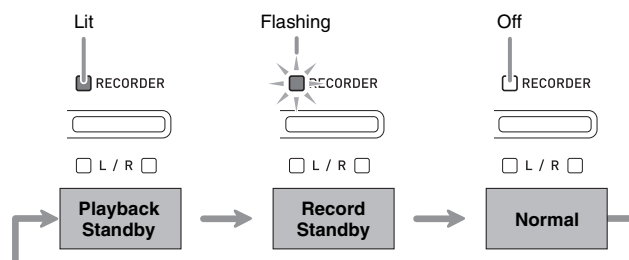 Lit Flashing Off
RECORDER RECORDER RECORDER
L / R L / R L / R
Playback Record Normal
Standby Standby